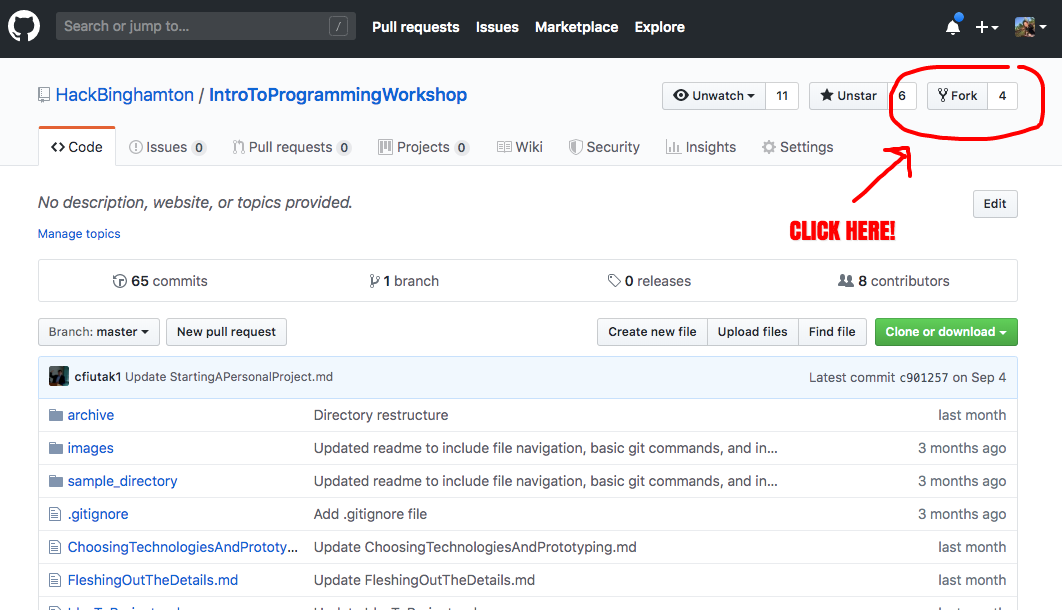 Search or jump to... /
Pull requests Issues Marketplace Explore
HackBinghamton / IntroToProgrammingWorkshop
Unwatch 11 Unstar 6 Fork 4
Code Issues 0 Pull requests 0 Projects 0 Wiki Security Insights Settings
No description, website, or topics provided.
Edit
Manage topics
CLICK HERE!
65 commits 1 branch 0 releases 8 contributors
Branch: master New pull request Create new file Upload files Find file Clone or download
cfiutak1 Update StartingAPersonalProject.md Latest commit c901257 on Sep 4
archive Directory restructure last month
images Updated readme to include file navigation, basic git commands, and in... 3 months ago
sample_directory Updated readme to include file navigation, basic git commands, and in... 3 months ago
.gitignore Add .gitignore file 3 months ago
ChoosingTechnologiesAndPrototy... Update ChoosingTechnologiesAndPrototyping.md last month
FleshingOutTheDetails.md Update FleshingOutTheDetails.md last month